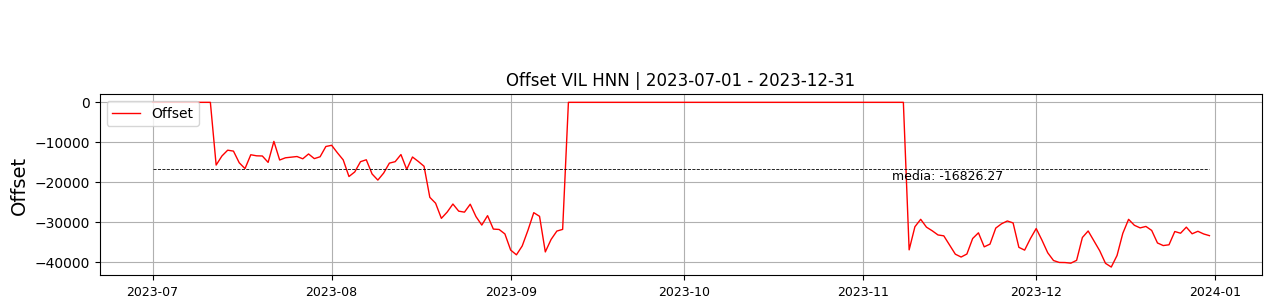 Offset VIL HNN | 2023-07-01 - 2023-12-31
Offset
Offset
0
−10000
−20000
−30000
−40000
media: -16826.27
2023-07 2023-08 2023-09 2023-10 2023-11 2023-12 2024-01